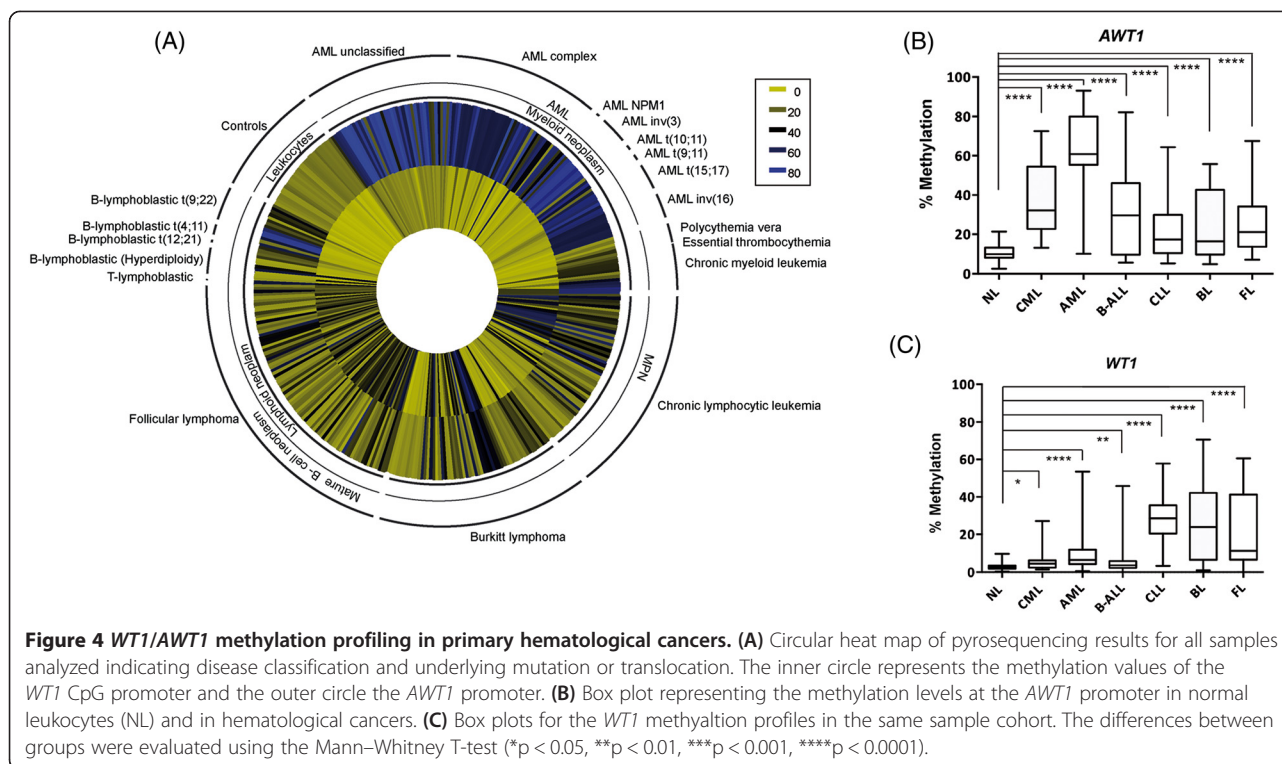 (A)
AML unclassified
AML complex
Controls
AML NPM1
AML inv(3)
AML t(10;11)
AML t(9;11)
AML t(15;17)
AML inv(16)
Polycythemia vera
Essential thrombocythemia
Chronic myeloid leukemia
Chronic lymphocytic leukemia
Burkitt lymphoma
Follicular lymphoma
T-lymphoblastic
B-lymphoblastic (Hyperdiploidy)
B-lymphoblastic t(12;21)
B-lymphoblastic t(4;11)
B-lymphoblastic t(9;22)
Leukocytes
AML
Myeloid neoplasm
MPN
Mature B- cell neoplasm
Lymphoid neoplam
0
20
40
60
80
(B)
AWT1
% Methylation
100
80
60
40
20
0
****
****
****
****
****
****
NL
CML
AML
B-ALL
CLL
BL
FL
(C)
WT1
% Methylation
100
80
60
40
20
0
*
****
**
****
****
****
NL
CML
AML
B-ALL
CLL
BL
FL
Figure 4 WT1/AWT1 methylation profiling in primary hematological cancers. (A) Circular heat map of pyrosequencing results for all samples
analyzed indicating disease classification and underlying mutation or translocation. The inner circle represents the methylation values of the
WT1 CpG promoter and the outer circle the AWT1 promoter. (B) Box plot representing the methylation levels at the AWT1 promoter in normal
leukocytes (NL) and in hematological cancers. (C) Box plots for the WT1 methyaltion profiles in the same sample cohort. The differences between
groups were evaluated using the Mann–Whitney T-test (*p < 0.05, **p < 0.01, ***p < 0.001, ****p < 0.0001).